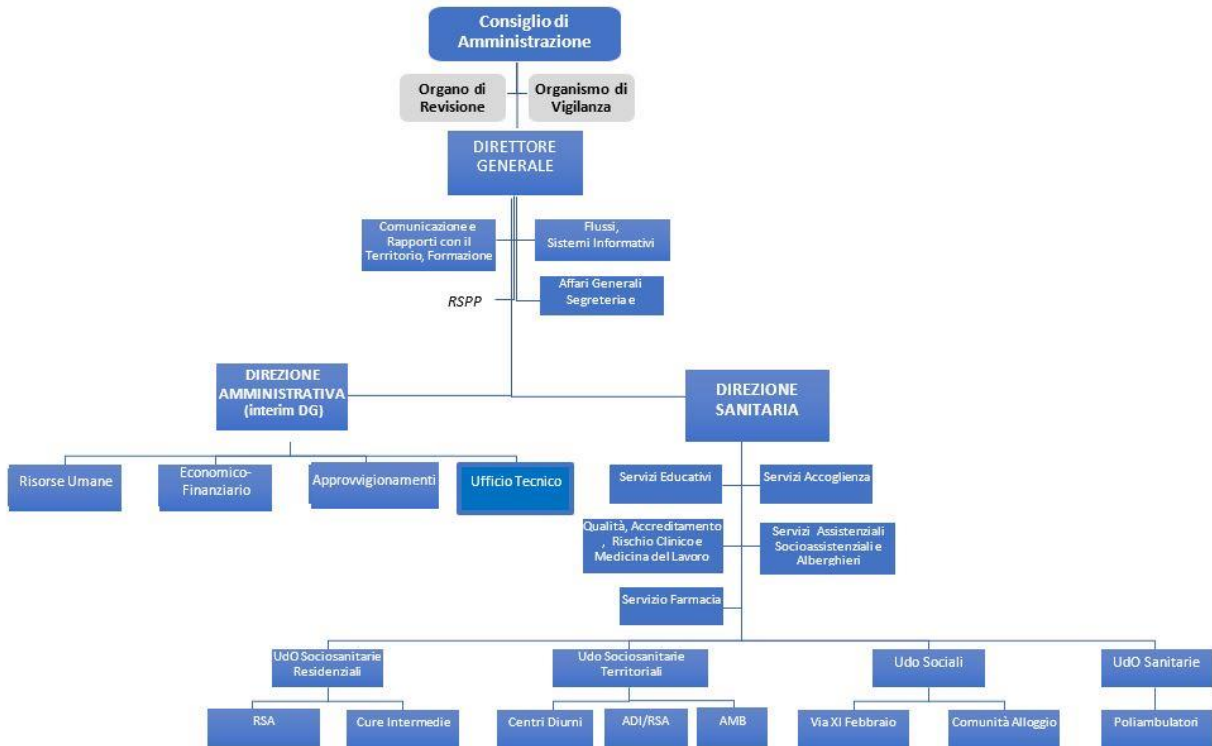 Consiglio di
Amministrazione
Organo di
Revisione
Organismo di
Vigilanza
DIRETTORE
GENERALE
Comunicazione e
Rapporti con il
Territorio, Formazione
Flussi,
Sistemi Informativi
RSPP
Affari Generali
Segreteria e
DIREZIONE
AMMINISTRATIVA
(interim DG)
DIREZIONE
SANITARIA
Risorse Umane
Economico-
Finanziario
Approvvigionamenti
Ufficio Tecnico
Servizi Educativi
Servizi Accoglienza
Qualità, Accreditamento
, Rischio Clinico e
Medicina del Lavoro
Servizi Assistenziali
Socioassistenziali e
Alberghieri
Servizio Farmacia
UdO Sociosanitarie
Residenziali
Udo Sociosanitarie
Territoriali
Udo Sociali
UdO Sanitarie
RSA
Cure Intermedie
Centri Diurni
ADI/RSA
AMB
Via XI Febbraio
Comunità Alloggio
Poliambulatori